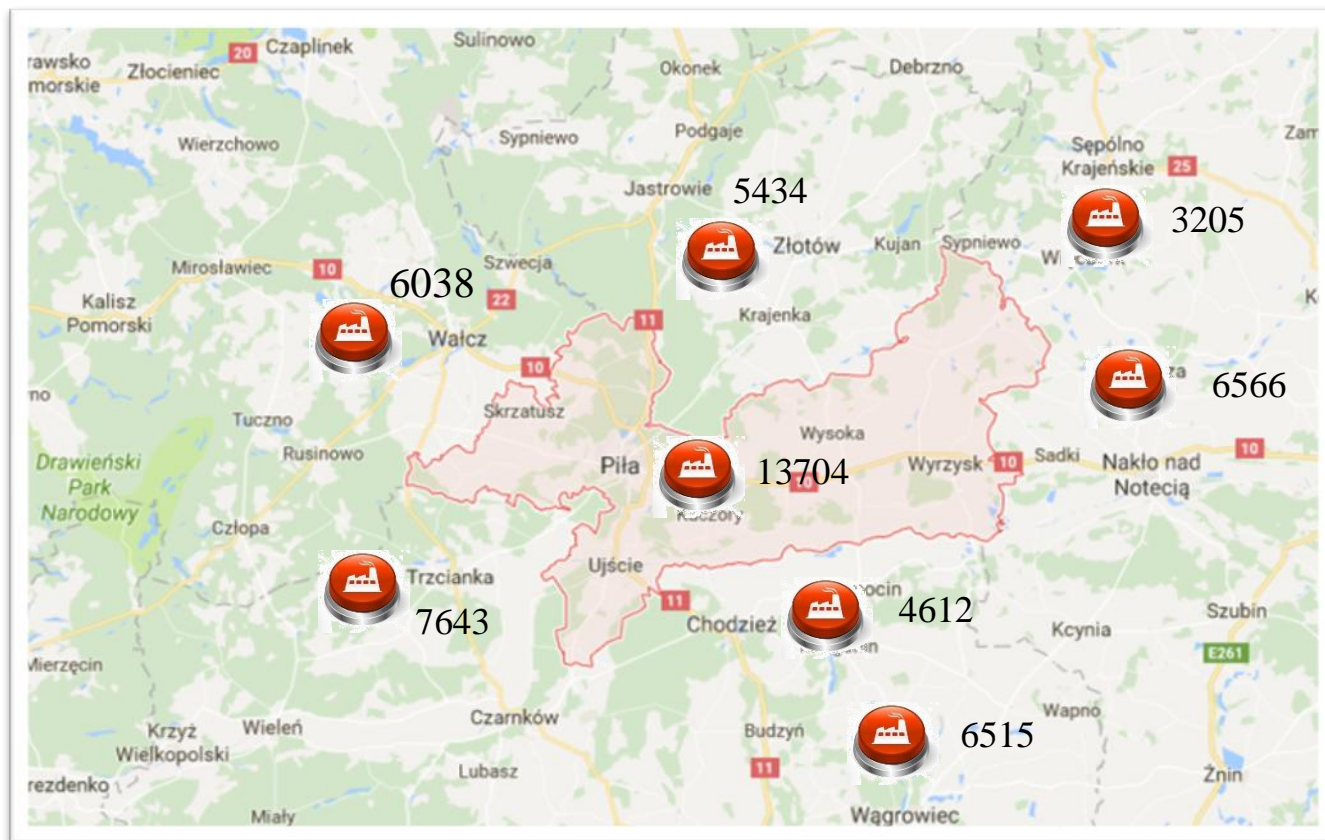 20
Czaplinek
Sulinowo
rawsko
morskie
Złocieniec
Okonek
Debrzno
Wierzchowo
Sypniewo
Podgaje
Sępólno
Krajeńskie
25
Zam
Jastrowie
5434
3205
Złotów
Kujan
Sypniewo
Mirosławiec
10
Szwecja
6038
22
Kalisz
Pomorski
Wałcz
11
Krajenka
10
6566
Tuczno
Skrzatusz
Rusinowo
Wysoka
Drawieński
Park
Narodowy
Piła
13704
10
Wyrzysk
10
Sadki
10
Nakło nad
Notecią
Kaczory
Człopa
Ujście
Trzcianka
7643
11
Chodzież
ocin
4612
Kcynia
Szubin
E261
Mierzęcin
Krzyż
Wielkopolski
Wieleń
Czarnków
Budzyń
6515
Wapno
rezdenko
Lubasz
11
Żnin
Miały
Wągrowiec